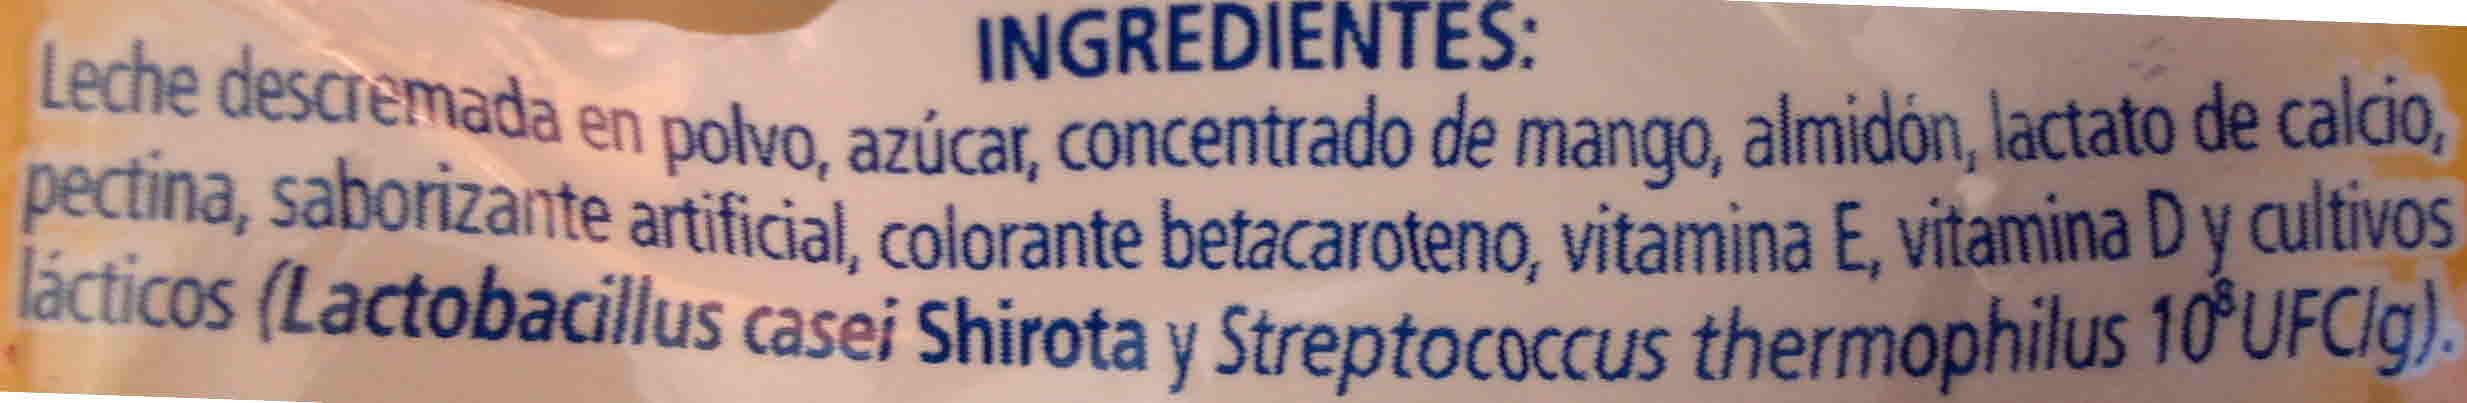 INGREDIENTES:
Leche descremada en polvo, azúcar, concentrado de mango, almidón, lactato de calcio,
pectina, saborizante artificial, colorante betacaroteno, vitamina E, vitamina D y cultivos
lácticos (Lactobacillus casei Shirota y Streptococcus thermophilus 10⁸UFC/g).